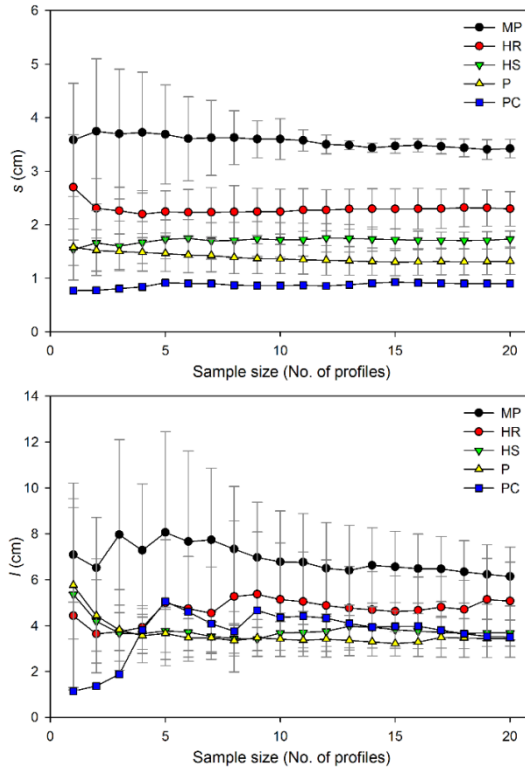 6
5
4
3
2
1
0
s (cm)
MP
HR
HS
P
PC
0 5 10 15 20
Sample size (No. of profiles)
14
12
10
8
6
4
2
0
l (cm)
MP
HR
HS
P
PC
0 5 10 15 20
Sample size (No. of profiles)